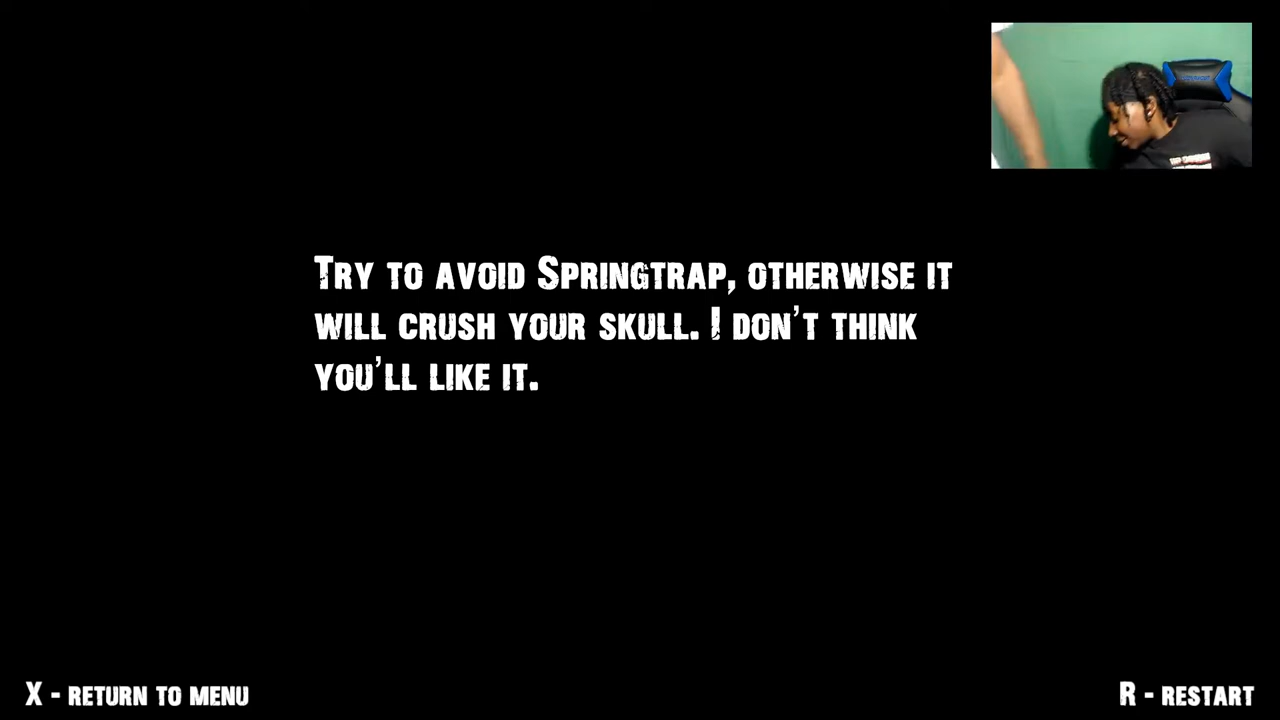 Try to avoid Springtrap, otherwise it
will crush your skull. I don't think
you'll like it.
X - return to menu
R - restart